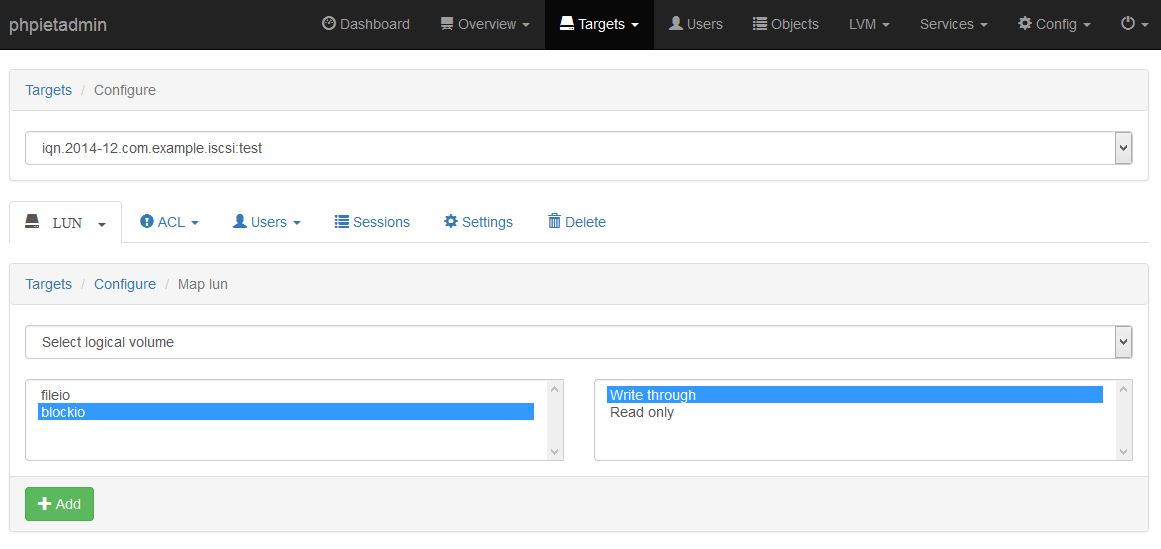 phpietadmin Dashboard Overview Targets Users Objects LVM Services Config
Targets / Configure
iqn.2014-12.com.example.iscsi:test
LUN ACL Users Sessions Settings Delete
Targets / Configure / Map lun
Select logical volume
fileio
blockio
Write through
Read only
Add